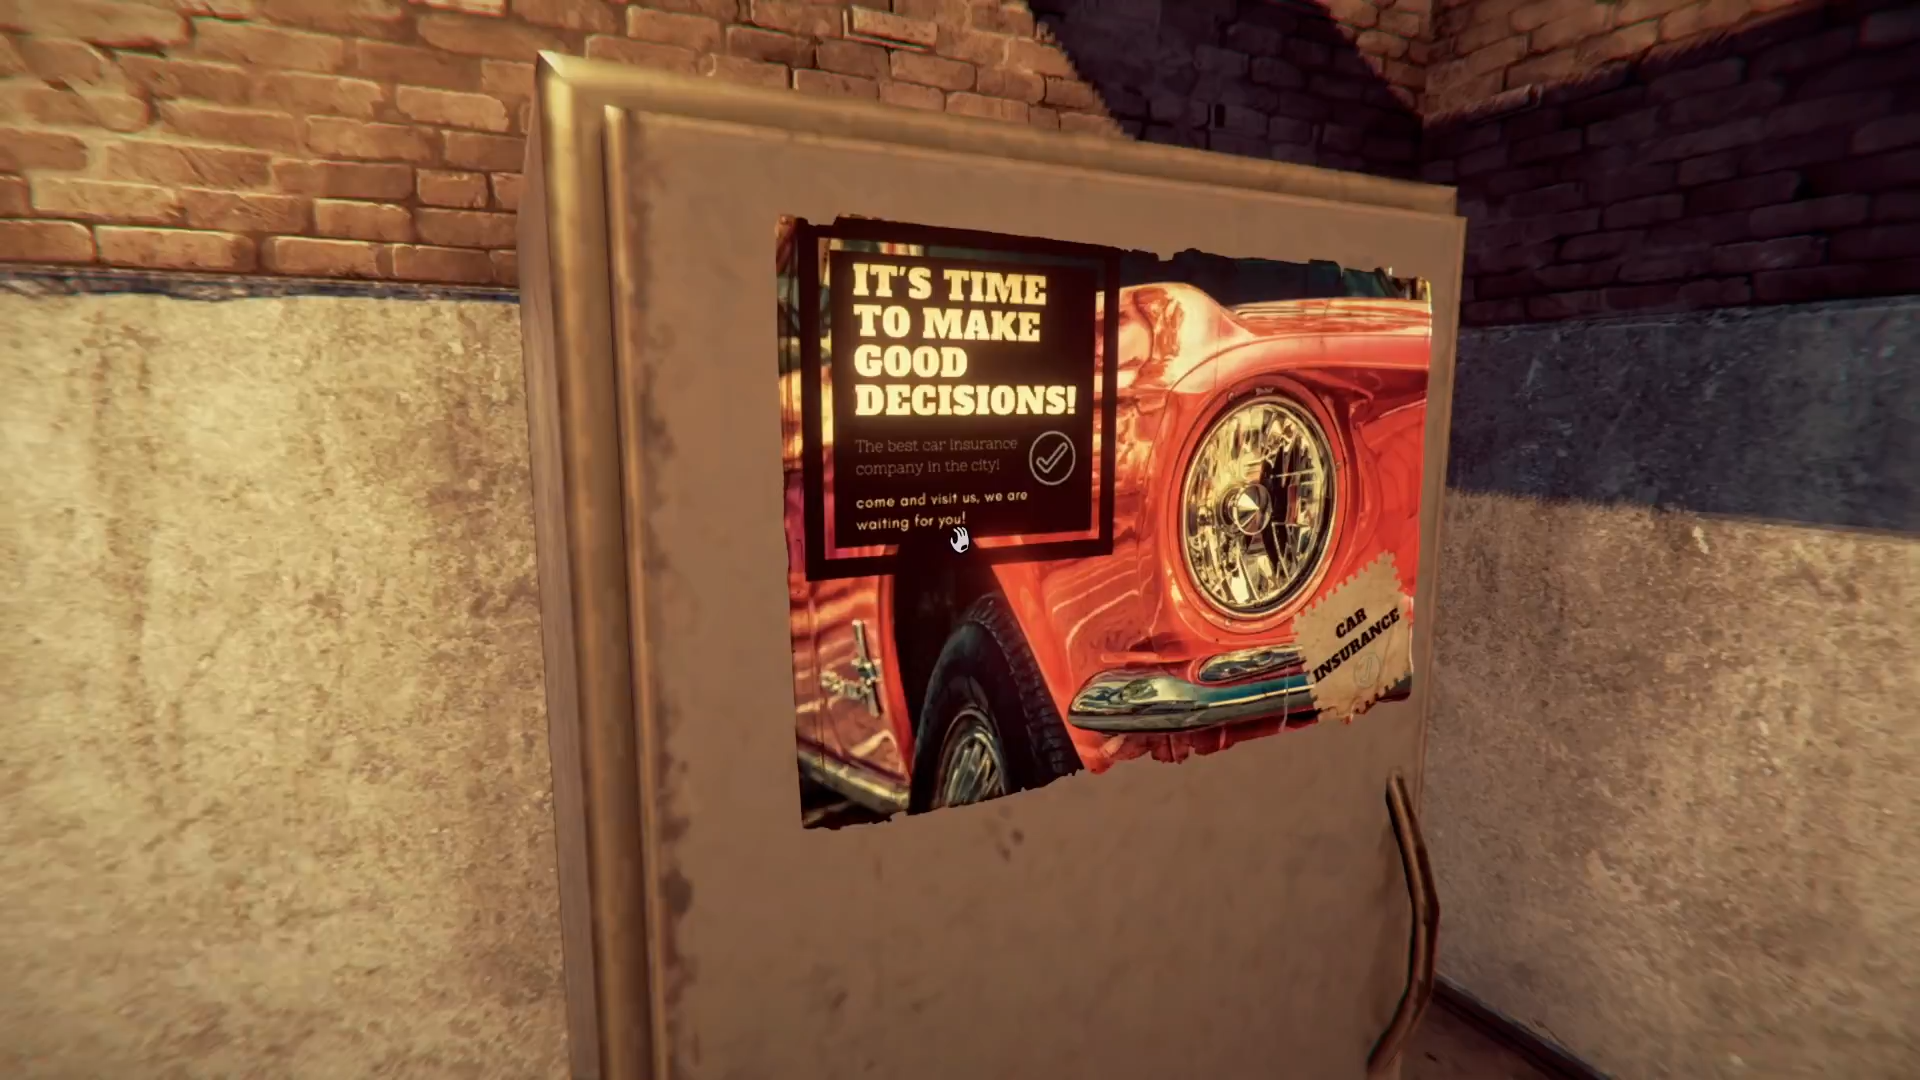 IT'S TIME
TO MAKE
GOOD
DECISIONS!
The best car insurance
company in the city!
come and visit us, we are
waiting for you!
CAR
INSURANCE